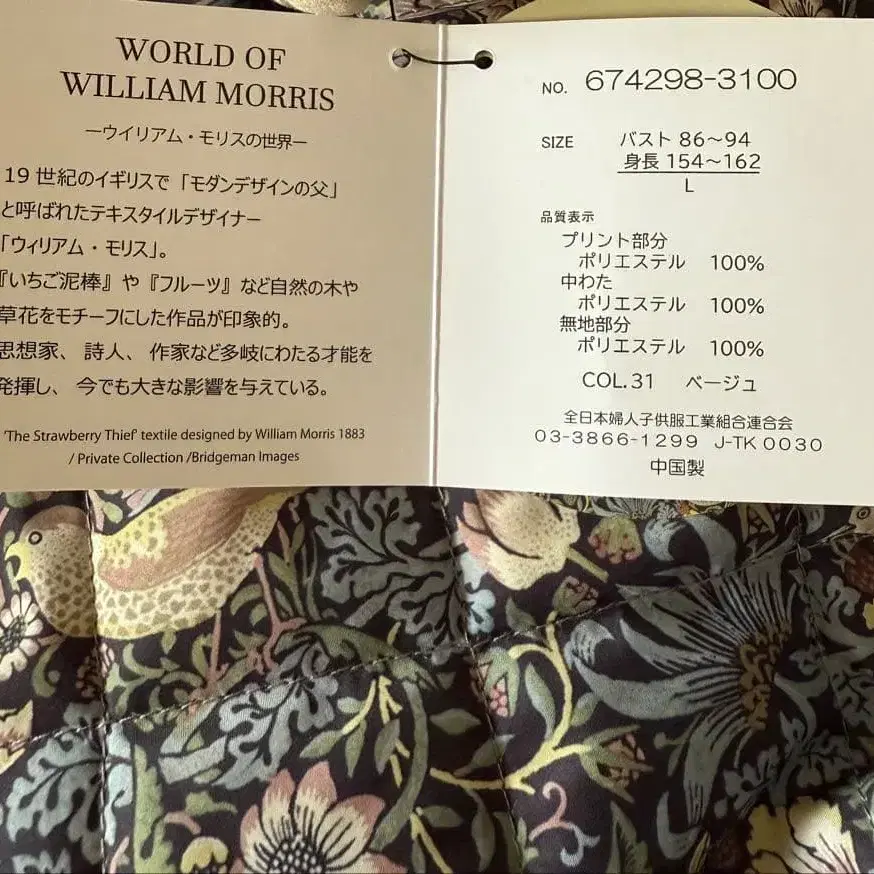 WORLD OF
WILLIAM MORRIS
ーウイリアム・モリスの世界ー
19 世紀のイギリスで「モダンデザインの父」
と呼ばれたテキスタイルデザイナー
「ウィリアム・モリス」。
『いちご泥棒』や『フルーツ』など自然の木や
草花をモチーフにした作品が印象的。
思想家、詩人、作家など多岐にわたる才能を
発揮し、今でも大きな影響を与えている。
'The Strawberry Thief' textile designed by William Morris 1883
/ Private Collection /Bridgeman Images
NO. 674298-3100
SIZE バスト 86〜94
身長 154〜162
L
品質表示
プリント部分
ポリエステル 100%
中わた
ポリエステル 100%
無地部分
ポリエステル 100%
COL.31 ベージュ
全日本婦人子供服工業組合連合会
03-3866-1299 J-TK 0030
中国製